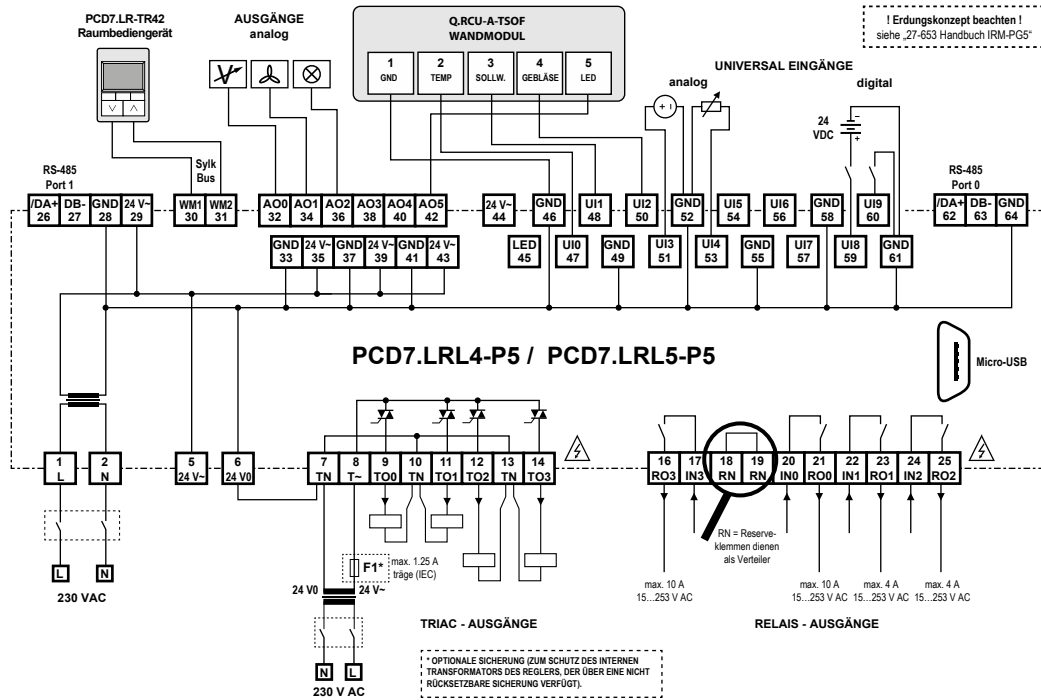 PCD7.LR-TR42
Raumbediengerät
AUSGÄNGE
analog
Q.RCU-A-TSOF
WANDMODUL
1
GND
2
TEMP
3
SOLLW.
4
GEBLÄSE
5
LED
! Erdungskonzept beachten !
siehe „27-653 Handbuch IRM-PG5“
UNIVERSAL EINGÄNGE
analog
digital
24
VDC
Sylk
Bus
RS-485
Port 1
RS-485
Port 0
/DA+
26
DB-
27
GND
28
24 V~
29
WM1
30
WM2
31
AO0
32
AO1
34
AO2
36
AO3
38
AO4
40
AO5
42
24 V~
44
GND
46
UI1
48
UI2
50
GND
52
UI5
54
UI6
56
GND
58
UI9
60
/DA+
62
DB-
63
GND
64
GND
33
24 V~
35
GND
37
24 V~
39
GND
41
24 V~
43
LED
45
UI0
47
GND
49
UI3
51
UI4
53
GND
55
UI7
57
UI8
59
GND
61
PCD7.LRL4-P5 / PCD7.LRL5-P5
Micro-USB
1
L
2
N
5
24 V~
6
24 V0
7
TN
8
T~
9
TO0
10
TN
11
TO1
12
TO2
13
TN
14
TO3
16
RO3
17
IN3
18
RN
19
RN
20
IN0
21
RO0
22
IN1
23
RO1
24
IN2
25
RO2
RN = Reserve-
klemmen dienen
als Verteiler
L
N
230 VAC
F1*
max. 1.25 A
träge (IEC)
24 V0
24 V~
N
L
230 V AC
max. 10 A
15...253 V AC
max. 10 A
15...253 V AC
max. 4 A
15...253 V AC
max. 4 A
15...253 V AC
TRIAC - AUSGÄNGE
RELAIS - AUSGÄNGE
* OPTIONALE SICHERUNG (ZUM SCHUTZ DES INTERNEN
TRANSFORMATORS DES REGLERS, DER ÜBER EINE NICHT
RÜCKSETZBARE SICHERUNG VERFÜGT).